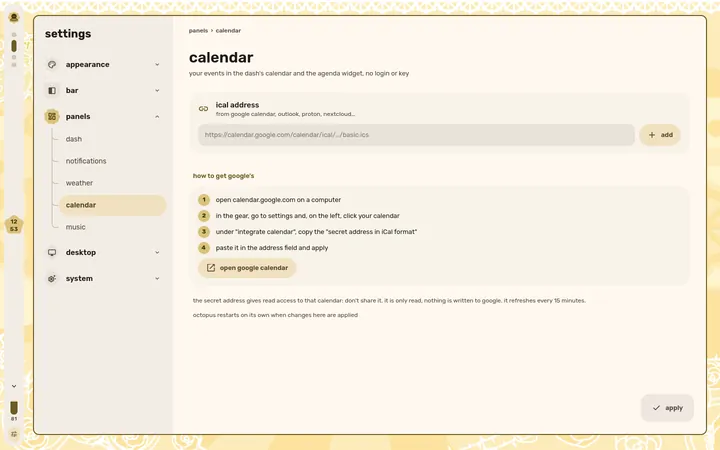 settings
appearance
bar
panels
dash
notifications
weather
calendar
music
desktop
system
12
53
81
panels › calendar
calendar
your events in the dash's calendar and the agenda widget, no login or key
ical address
from google calendar, outlook, proton, nextcloud...
https://calendar.google.com/calendar/ical/.../basic.ics
add
how to get google's
1 open calendar.google.com on a computer
2 in the gear, go to settings and, on the left, click your calendar
3 under "integrate calendar", copy the "secret address in iCal format"
4 paste it in the address field and apply
open google calendar
the secret address gives read access to that calendar: don't share it. it is only read, nothing is written to google. it refreshes every 15 minutes.
octopus restarts on its own when changes here are applied
apply